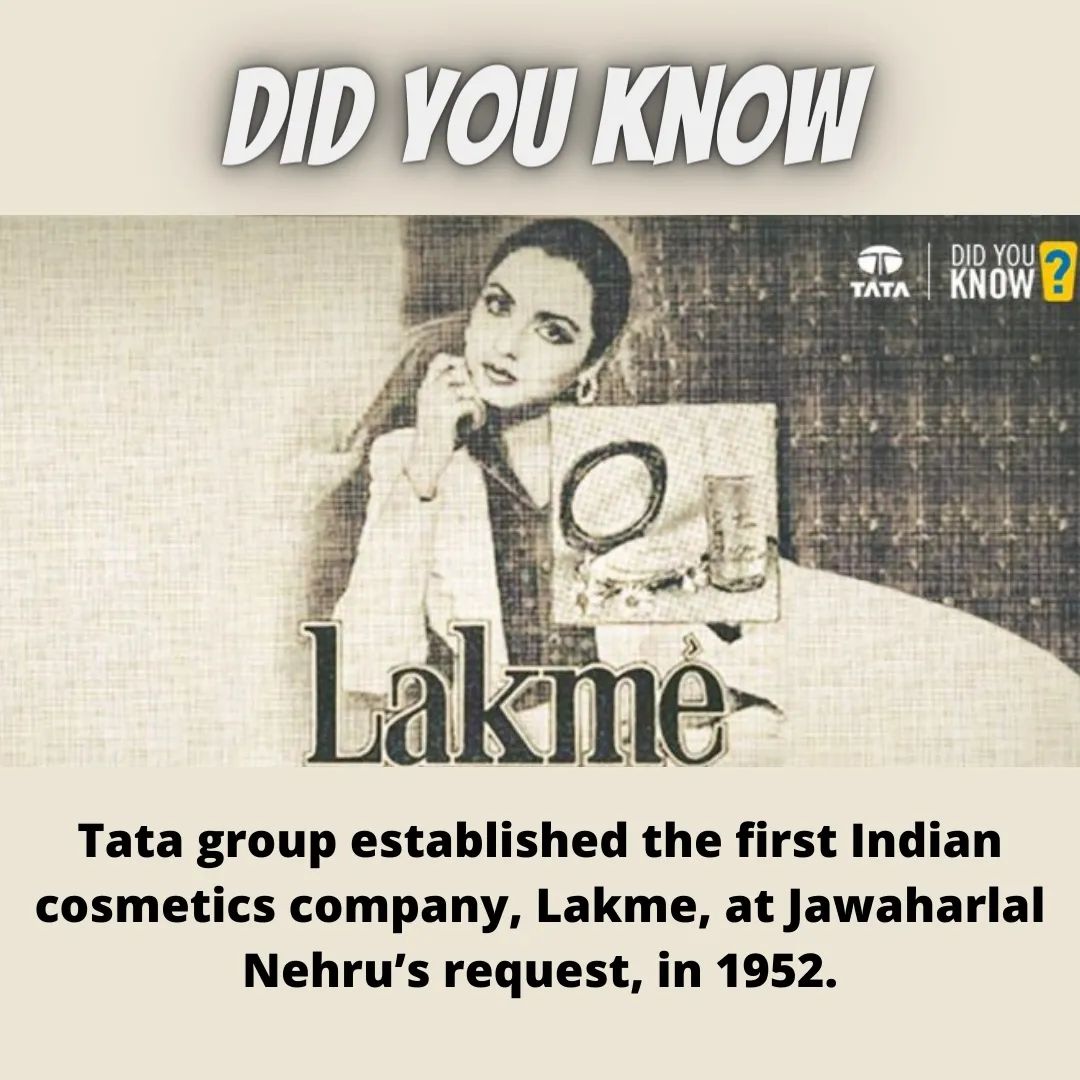 DID YOU KNOW
TATA
DID YOU
KNOW ?
Lakmè
Tata group established the first Indian
cosmetics company, Lakme, at Jawaharlal
Nehru’s request, in 1952.